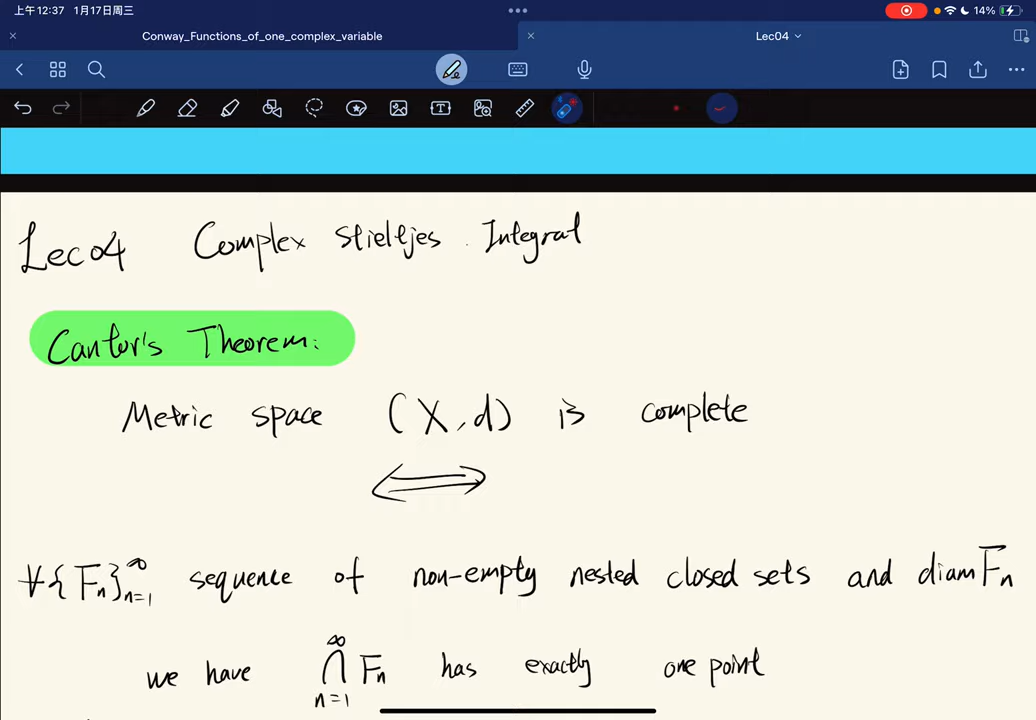 上午12:37 1月17日周三
14%
Conway_Functions_of_one_complex_variable
Lec04
Lec04 Complex Stieltjes Integral
Cantor's Theorem:
Metric space (X,d) is complete
⟺
∀{Fₙ}ₙ₌₁^∞ sequence of non-empty nested closed sets and diam Fₙ
we have ⋂ₙ₌₁^∞ Fₙ has exactly one point